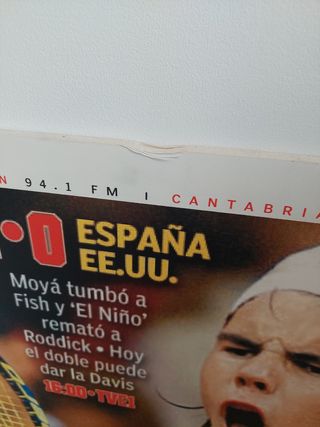 N 94.1 FM | CANTABRIA
·0 ESPAÑA
EE.UU.
Moyá tumbó a
Fish y 'El Niño'
remató a
Roddick • Hoy
el doble puede
dar la Davis
16:00·TVE1